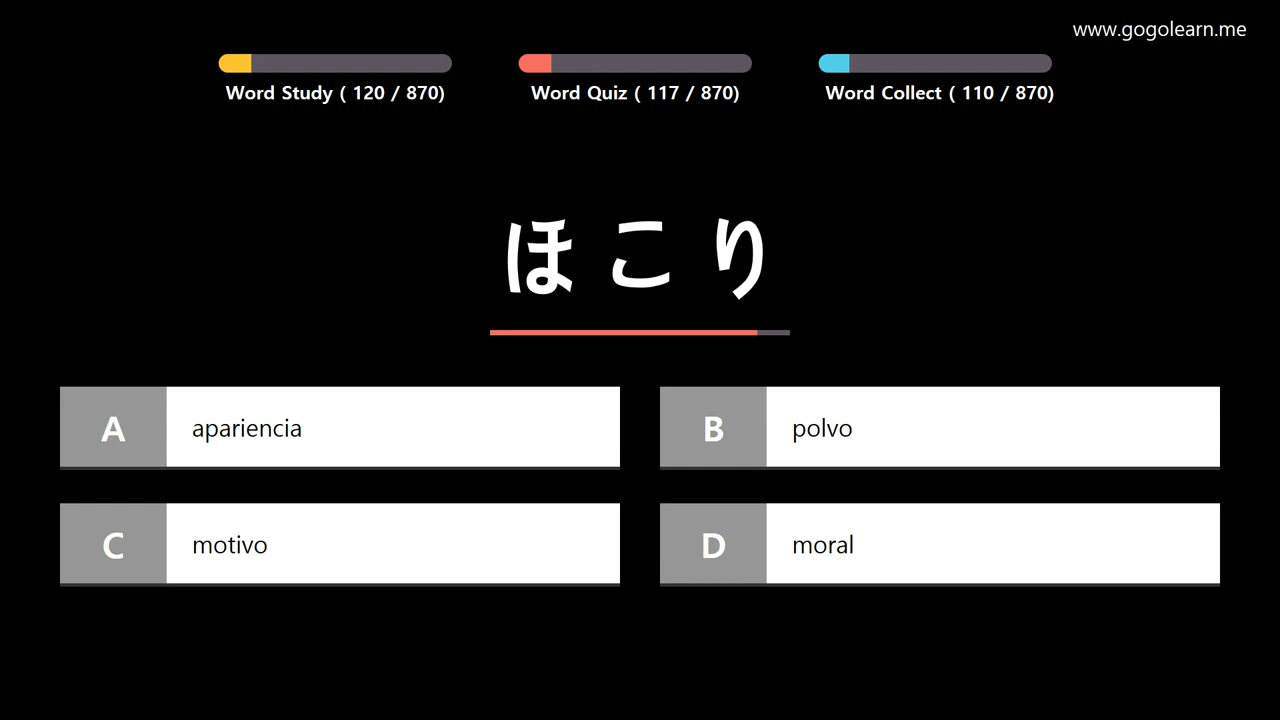 www.gogolearn.me
Word Study ( 120 / 870)
Word Quiz ( 117 / 870)
Word Collect ( 110 / 870)
ほこり
A apariencia
B polvo
C motivo
D moral